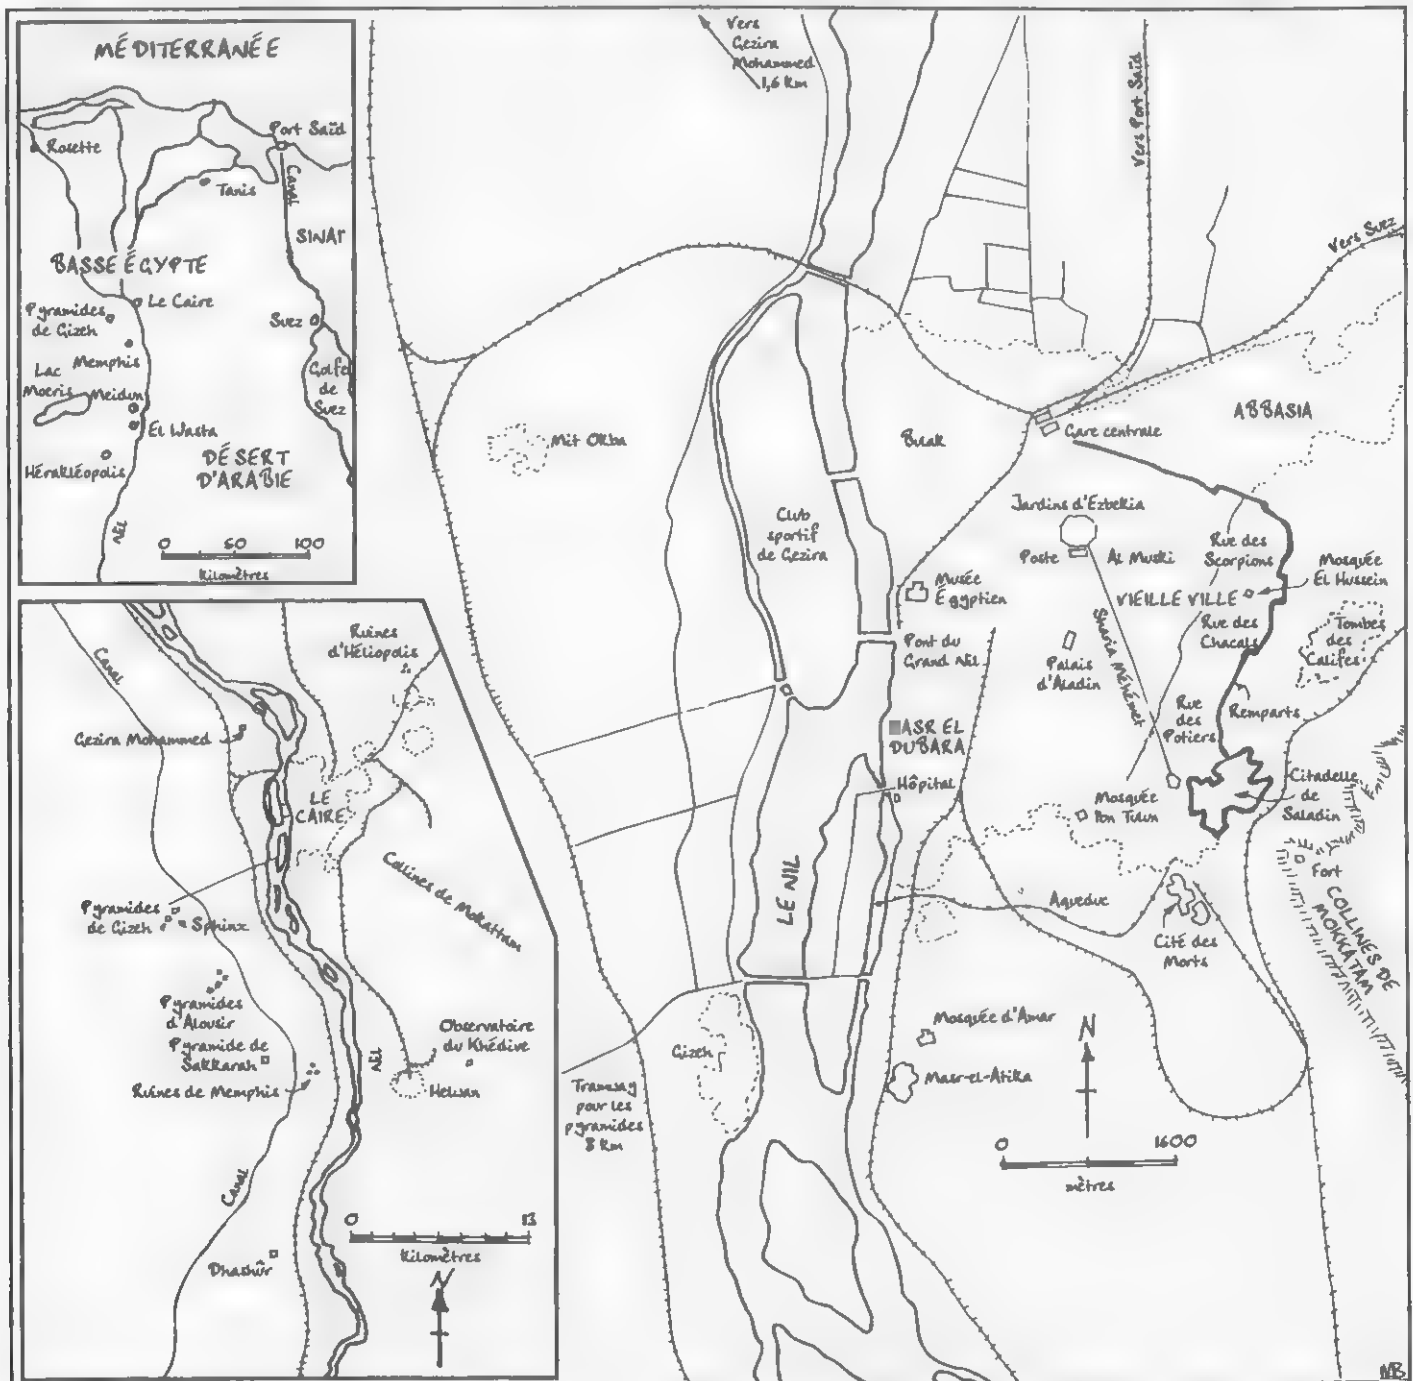 MÉDITERRANÉE
Rosette
Port Saïd
Canal
Tanis
SINAI
BASSE ÉGYPTE
Le Caire
Pyramides
de Gizeh
Suez
Memphis
Lac
Moeris
Meidun
Golfe
de
Suez
El Wasta
DÉSERT
D'ARABIE
Hérakléopolis
Nil
0 50 100
Kilomètres
Canal
Ruines
d'Héliopolis
Gezira Mohammed
LE
CAIRE
Collines de Mokattam
Pyramides
de Gizeh
Sphinx
Pyramides
d'Abousir
Pyramide de
Sakkarah
Ruines de Memphis
Nil
Observatoire
du Khédive
Helwan
Canal
Dhashûr
0 13
Kilomètres
N
Vers
Gezira
Mohammed
1,6 km
Vers Port Saïd
Vers Suez
Mit Okba
Bulak
Gare centrale
ABBASIA
Club
sportif
de Gezira
Jardins d'Ezbekia
Poste
Al Muski
Rue des
Scorpions
Mosquée
El Hussein
Musée
Égyptien
VIEILLE VILLE
Rue des
Chacals
Tombes
des
Califes
Pont du
Grand Nil
Palais
d'Aladin
Sharia Méhémet
Rue
des
Potiers
Remparts
ASR EL
DUBARA
Hôpital
Mosquée
Ibn Tulun
Citadelle
de
Saladin
LE NIL
Fort
COLLINES DE
MOKKATAM
Aqueduc
Cité des
Morts
Gizeh
Mosquée d'Amar
Masr-el-Atika
Tramway
pour les
pyramides
8 km
N
0 1600
mètres
NB